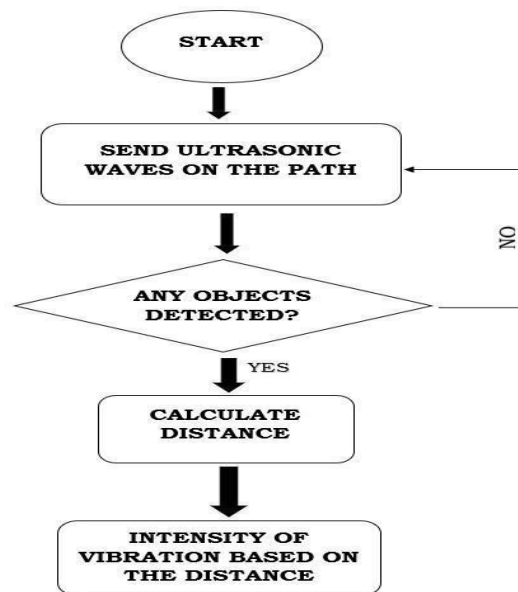 START
SEND ULTRASONIC
WAVES ON THE PATH
NO
ANY OBJECTS
DETECTED?
YES
CALCULATE
DISTANCE
INTENSITY OF
VIBRATION BASED ON
THE DISTANCE